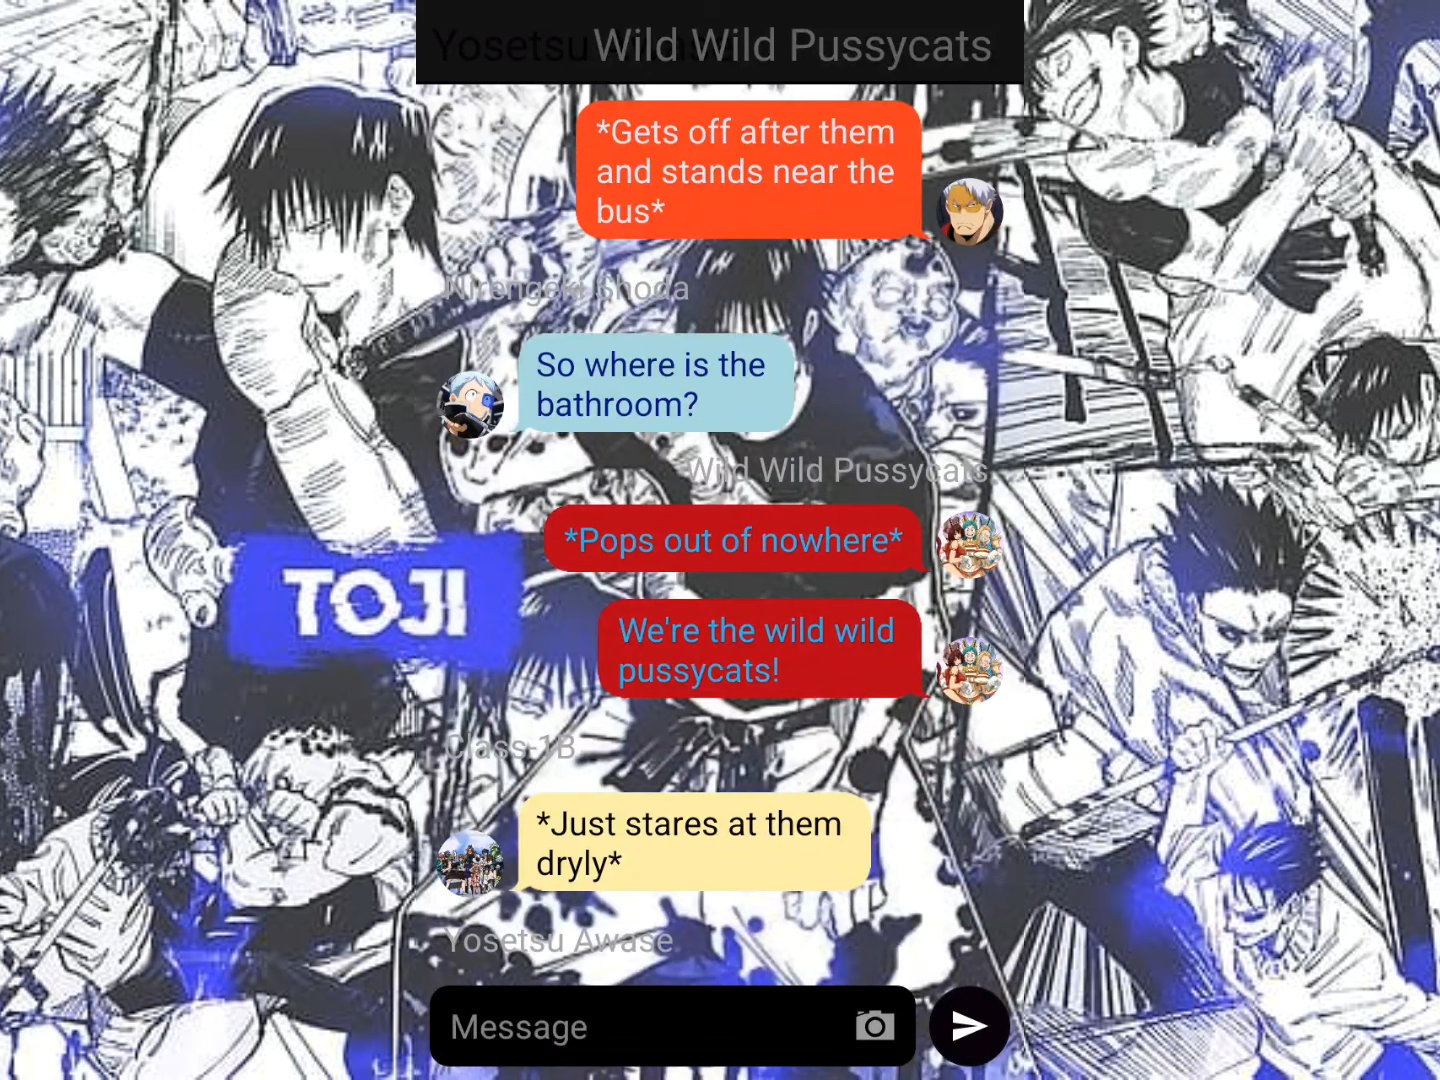 Yosetsu Awase
Wild Wild Pussycats
*Gets off after them
and stands near the
bus*
Nirengeki Shoda
So where is the
bathroom?
Wild Wild Pussycats
*Pops out of nowhere*
We're the wild wild
pussycats!
TOJI
Class-1B
*Just stares at them
dryly*
Yosetsu Awase
Message